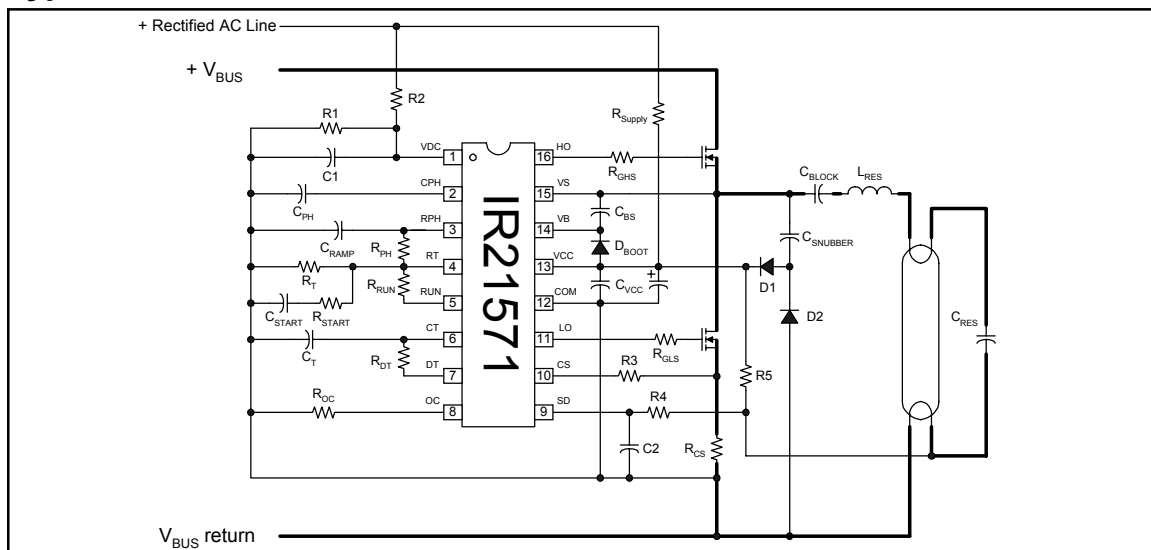 + Rectified AC Line
+ VBUS
R1
R2
RSupply
C1
VDC
1
16
HO
RGHS
CPH
CPH
2
15
VS
CBS
CBLOCK
LRES
CRAMP
RPH
RPH
3
14
VB
DBOOT
CSNUBBER
RT
RT
4
13
VCC
CVCC
+
D1
CSTART
RSTART
RRUN
RUN
5
12
COM
D2
CRES
CT
CT
6
11
LO
RGLS
RDT
DT
7
10
CS
R3
R5
ROC
OC
8
9
SD
R4
C2
RCS
IR21571
VBUS return